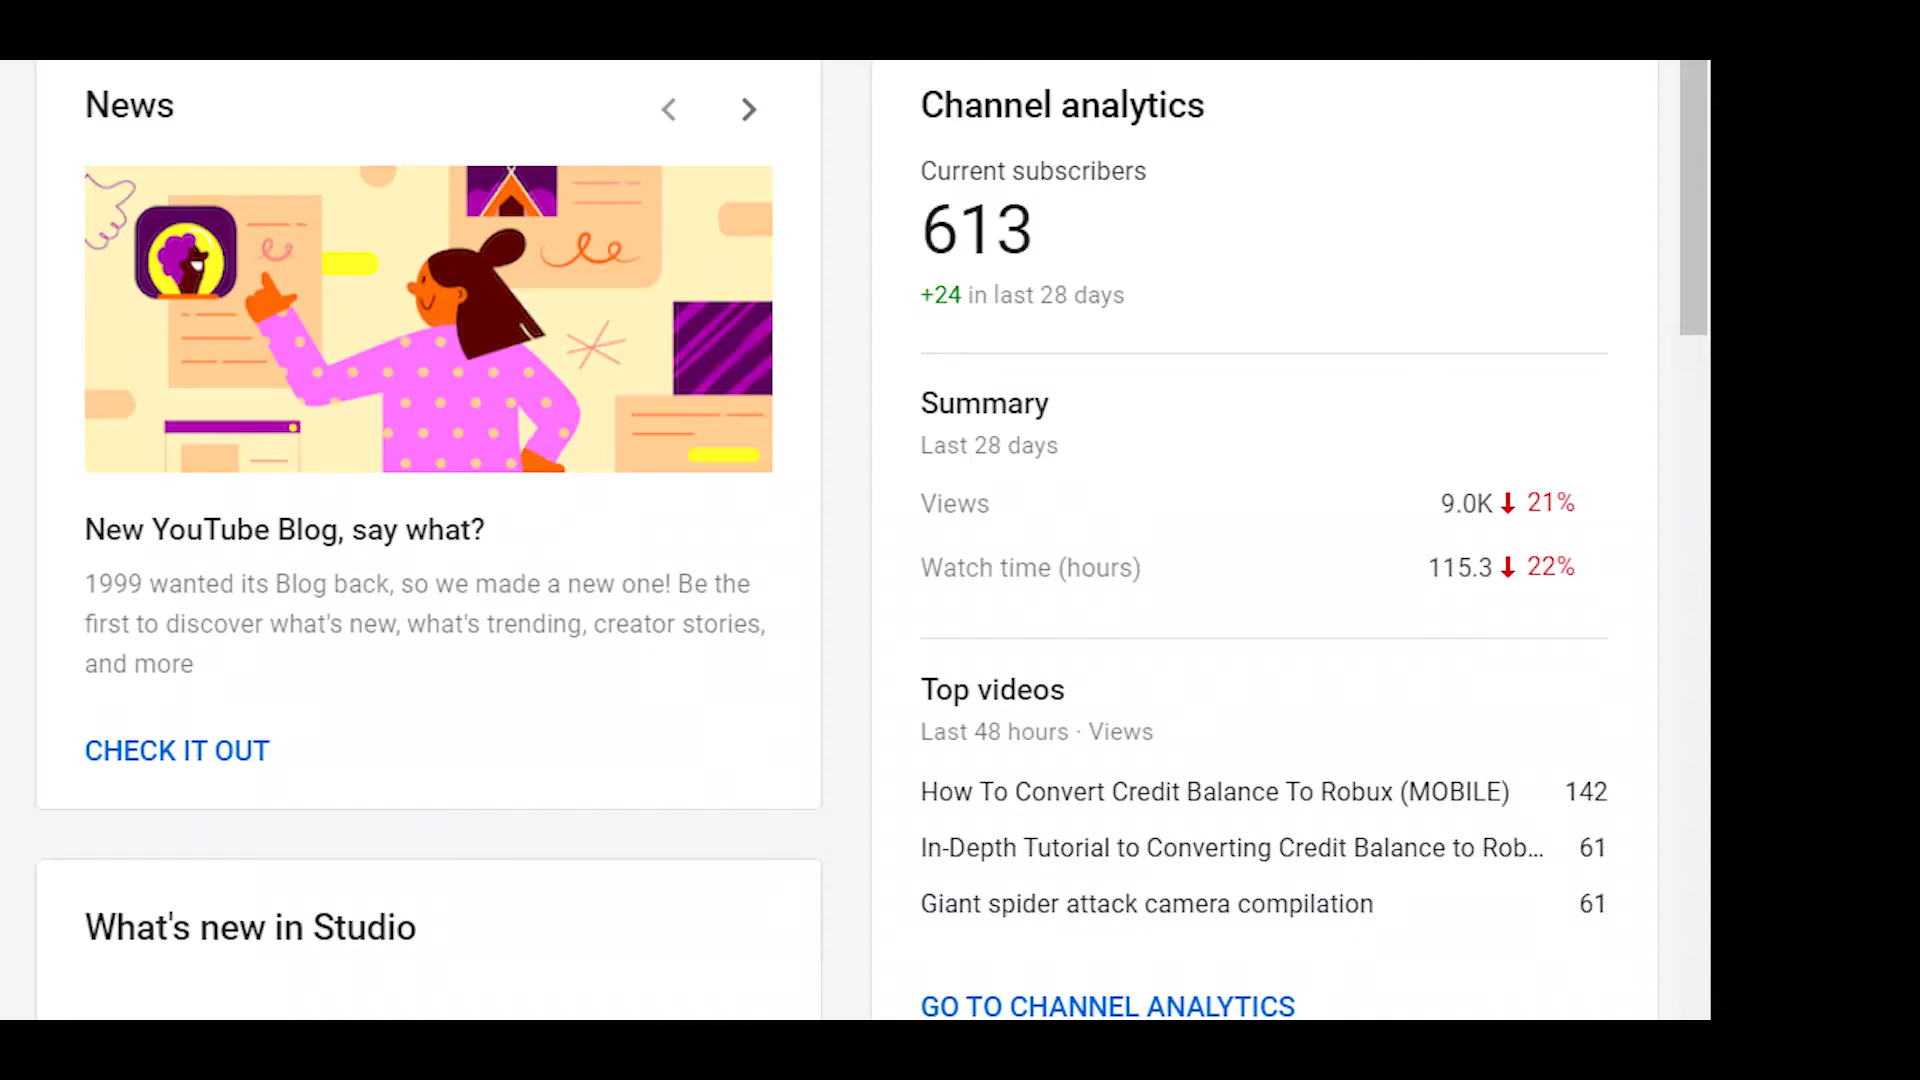 News
New YouTube Blog, say what?
1999 wanted its Blog back, so we made a new one! Be the
first to discover what's new, what's trending, creator stories,
and more
CHECK IT OUT
What's new in Studio
Channel analytics
Current subscribers
613
+24 in last 28 days
Summary
Last 28 days
Views 9.0K 21%
Watch time (hours) 115.3 22%
Top videos
Last 48 hours · Views
How To Convert Credit Balance To Robux (MOBILE) 142
In-Depth Tutorial to Converting Credit Balance to Rob... 61
Giant spider attack camera compilation 61
GO TO CHANNEL ANALYTICS